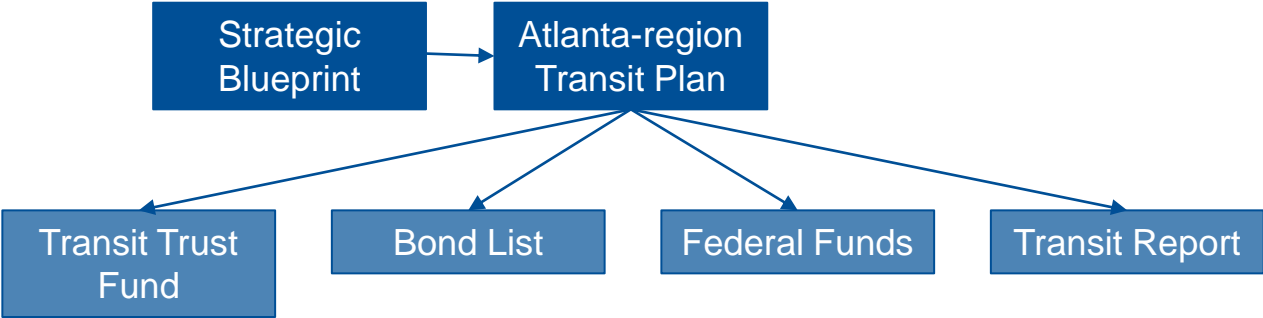 Strategic
Blueprint
Atlanta-region
Transit Plan
Transit Trust
Fund
Bond List
Federal Funds
Transit Report